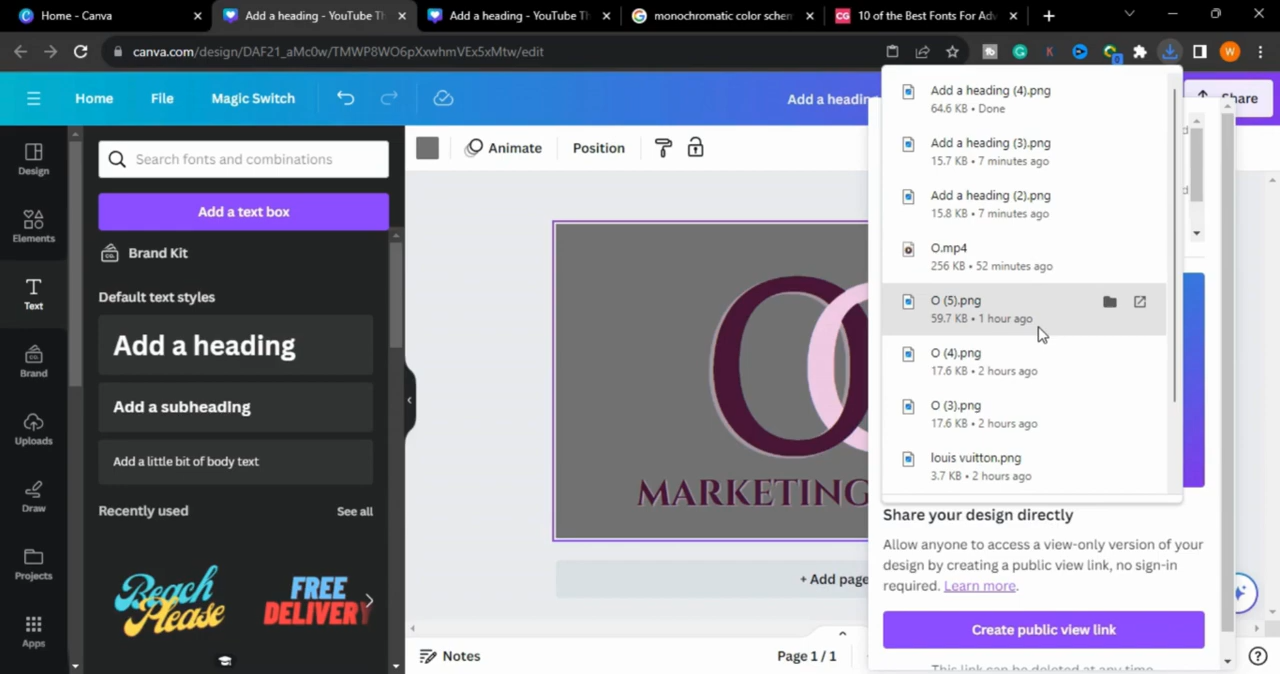 Home - Canva
Add a heading - YouTube Th
Add a heading - YouTube Th
monochromatic color schem
CG
10 of the Best Fonts For Adv
canva.com/design/DAF21_aMc0w/TMWP8WO6pXxwhmVEx5xMtw/edit
K
W
Home
File
Magic Switch
Add a headin
Share
Design
Elements
Text
Brand
Uploads
Draw
Projects
Apps
Search fonts and combinations
Add a text box
Brand Kit
Default text styles
Add a heading
Add a subheading
Add a little bit of body text
Recently used
See all
Beach
Please
FREE
DELIVERY
Animate
Position
O
MARKETING
+ Add page
Notes
Page 1 / 1
Add a heading (4).png
64.6 KB • Done
Add a heading (3).png
15.7 KB • 7 minutes ago
Add a heading (2).png
15.8 KB • 7 minutes ago
O.mp4
256 KB • 52 minutes ago
O (5).png
59.7 KB • 1 hour ago
O (4).png
17.6 KB • 2 hours ago
O (3).png
17.6 KB • 2 hours ago
louis vuitton.png
3.7 KB • 2 hours ago
Share your design directly
Allow anyone to access a view-only version of your
design by creating a public view link, no sign-in
required. Learn more.
Create public view link